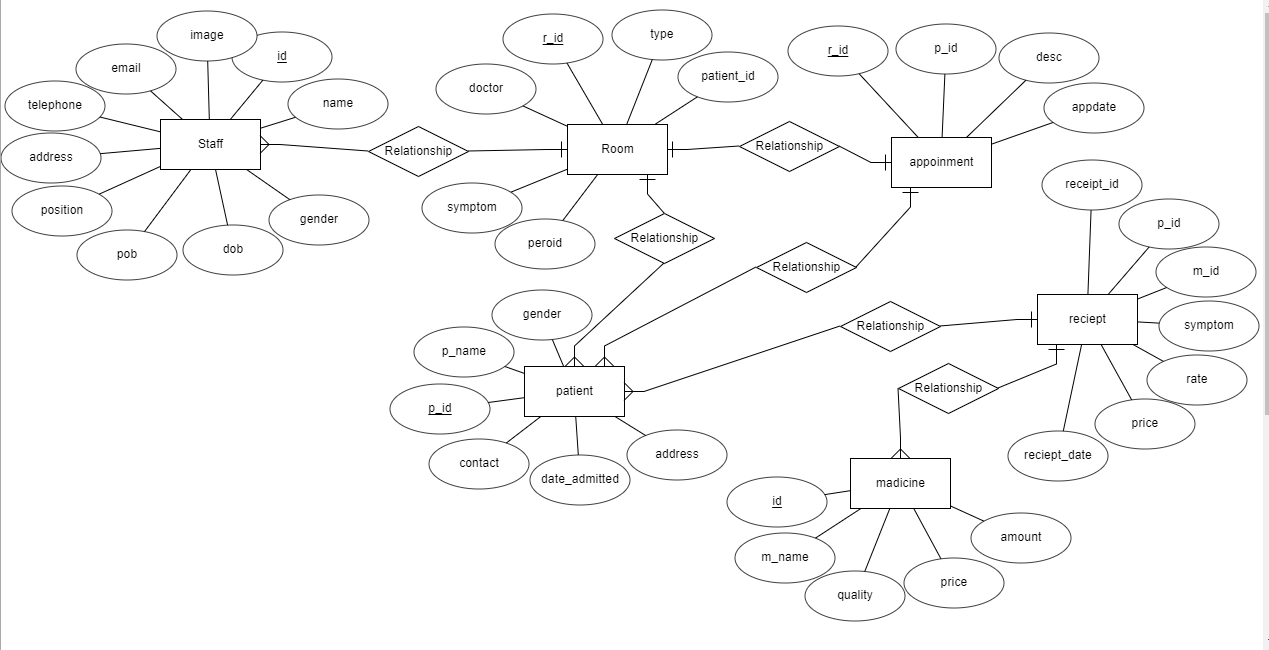 image
id
email
name
telephone
Staff
address
position
gender
pob
dob
Relationship
r_id
type
patient_id
doctor
Room
symptom
peroid
Relationship
r_id
p_id
desc
appdate
appoinment
Relationship
Relationship
receipt_id
p_id
m_id
reciept
symptom
rate
price
reciept_date
Relationship
Relationship
gender
p_name
p_id
patient
contact
date_admitted
address
madicine
id
m_name
quality
price
amount